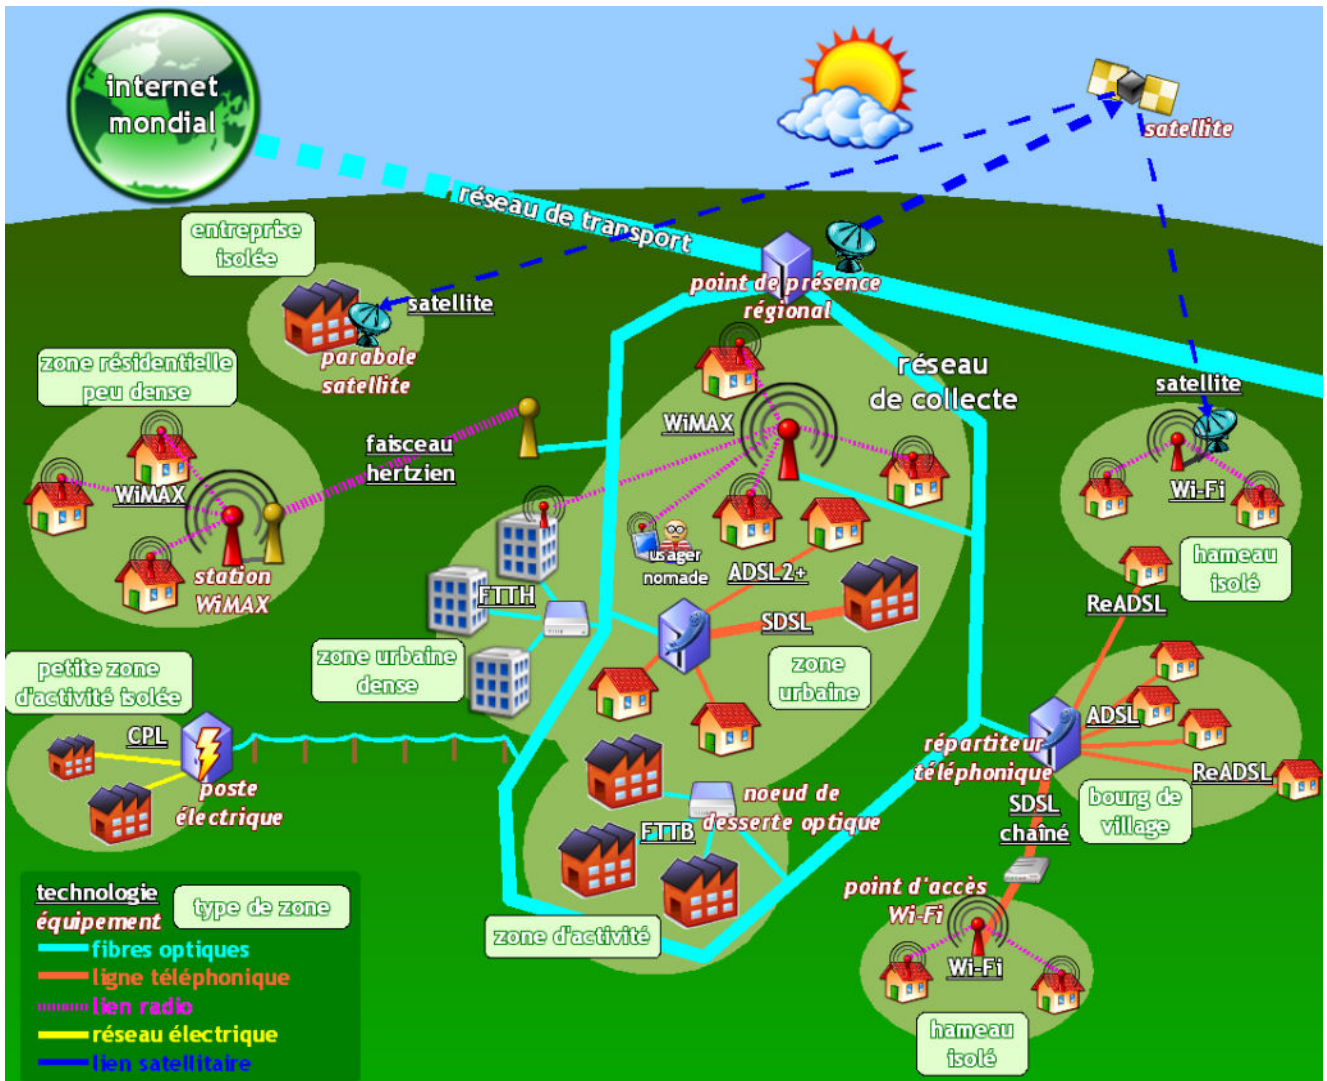 internet
mondial
satellite
réseau de transport
entreprise
isolée
point de présence
régional
satellite
parabole
satellite
zone résidentielle
peu dense
réseau
de collecte
satellite
WiMAX
faisceau
hertzien
WiMAX
Wi-Fi
station
WiMAX
usager
nomade
ADSL2+
hameau
isolé
FTTH
ReADSL
SDSL
zone urbaine
dense
zone
urbaine
petite zone
d'activité isolée
CPL
ADSL
répartiteur
téléphonique
ReADSL
poste
électrique
noeud de
desserte optique
FTTB
SDSL
chaîné
bourg de
village
point d'accès
Wi-Fi
zone d'activité
Wi-Fi
hameau
isolé
technologie
équipement
type de zone
fibres optiques
ligne téléphonique
lien radio
réseau électrique
lien satellitaire